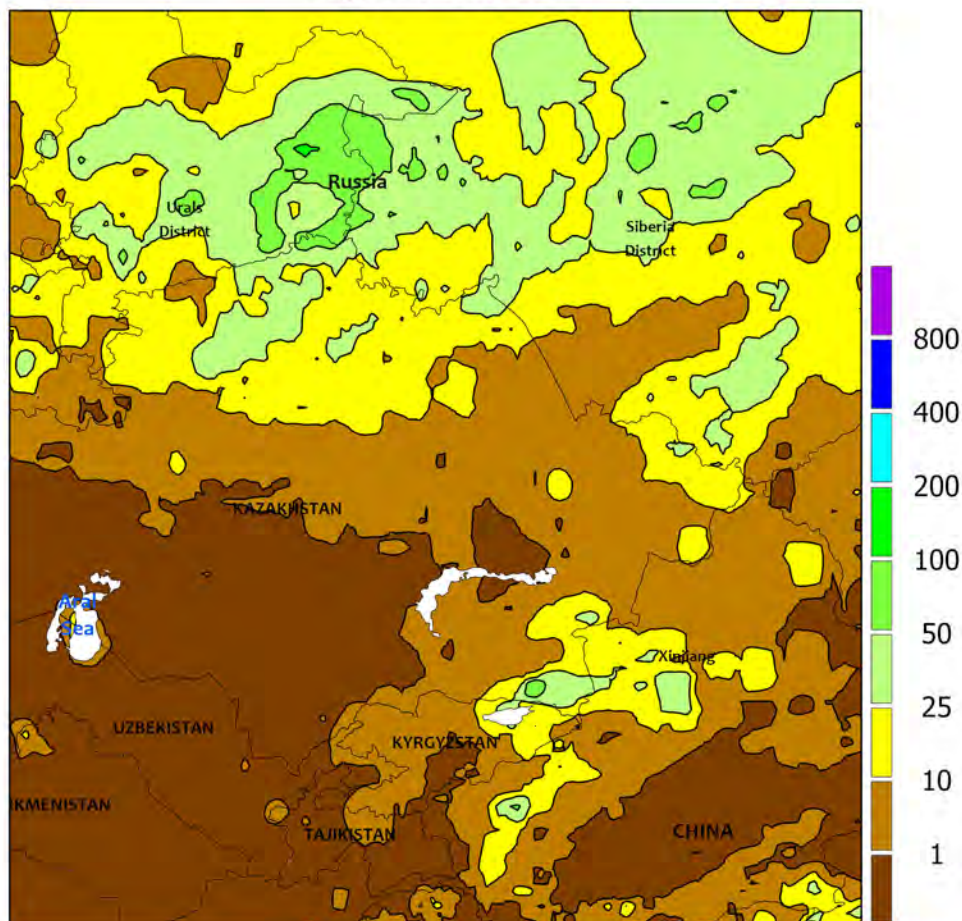 Russia
Urals
District
Siberia
District
800
400
200
100
50
25
10
1
KAZAKHSTAN
Aral
Sea
Xinjiang
UZBEKISTAN
KYRGYZSTAN
IKMENISTAN
TAJIKISTAN
CHINA